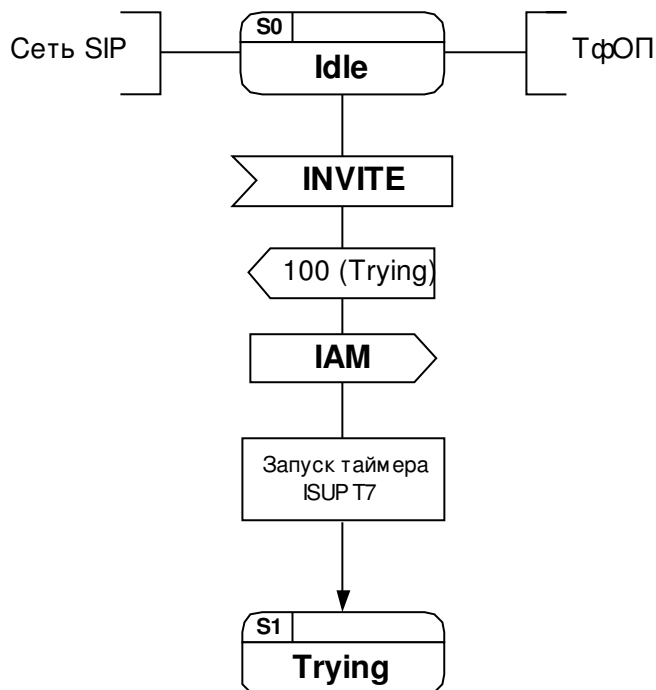 Сеть SIP
S0
Idle
ТфОП
INVITE
100 (Trying)
IAM
Запуск таймера
ISUP T7
S1
Trying